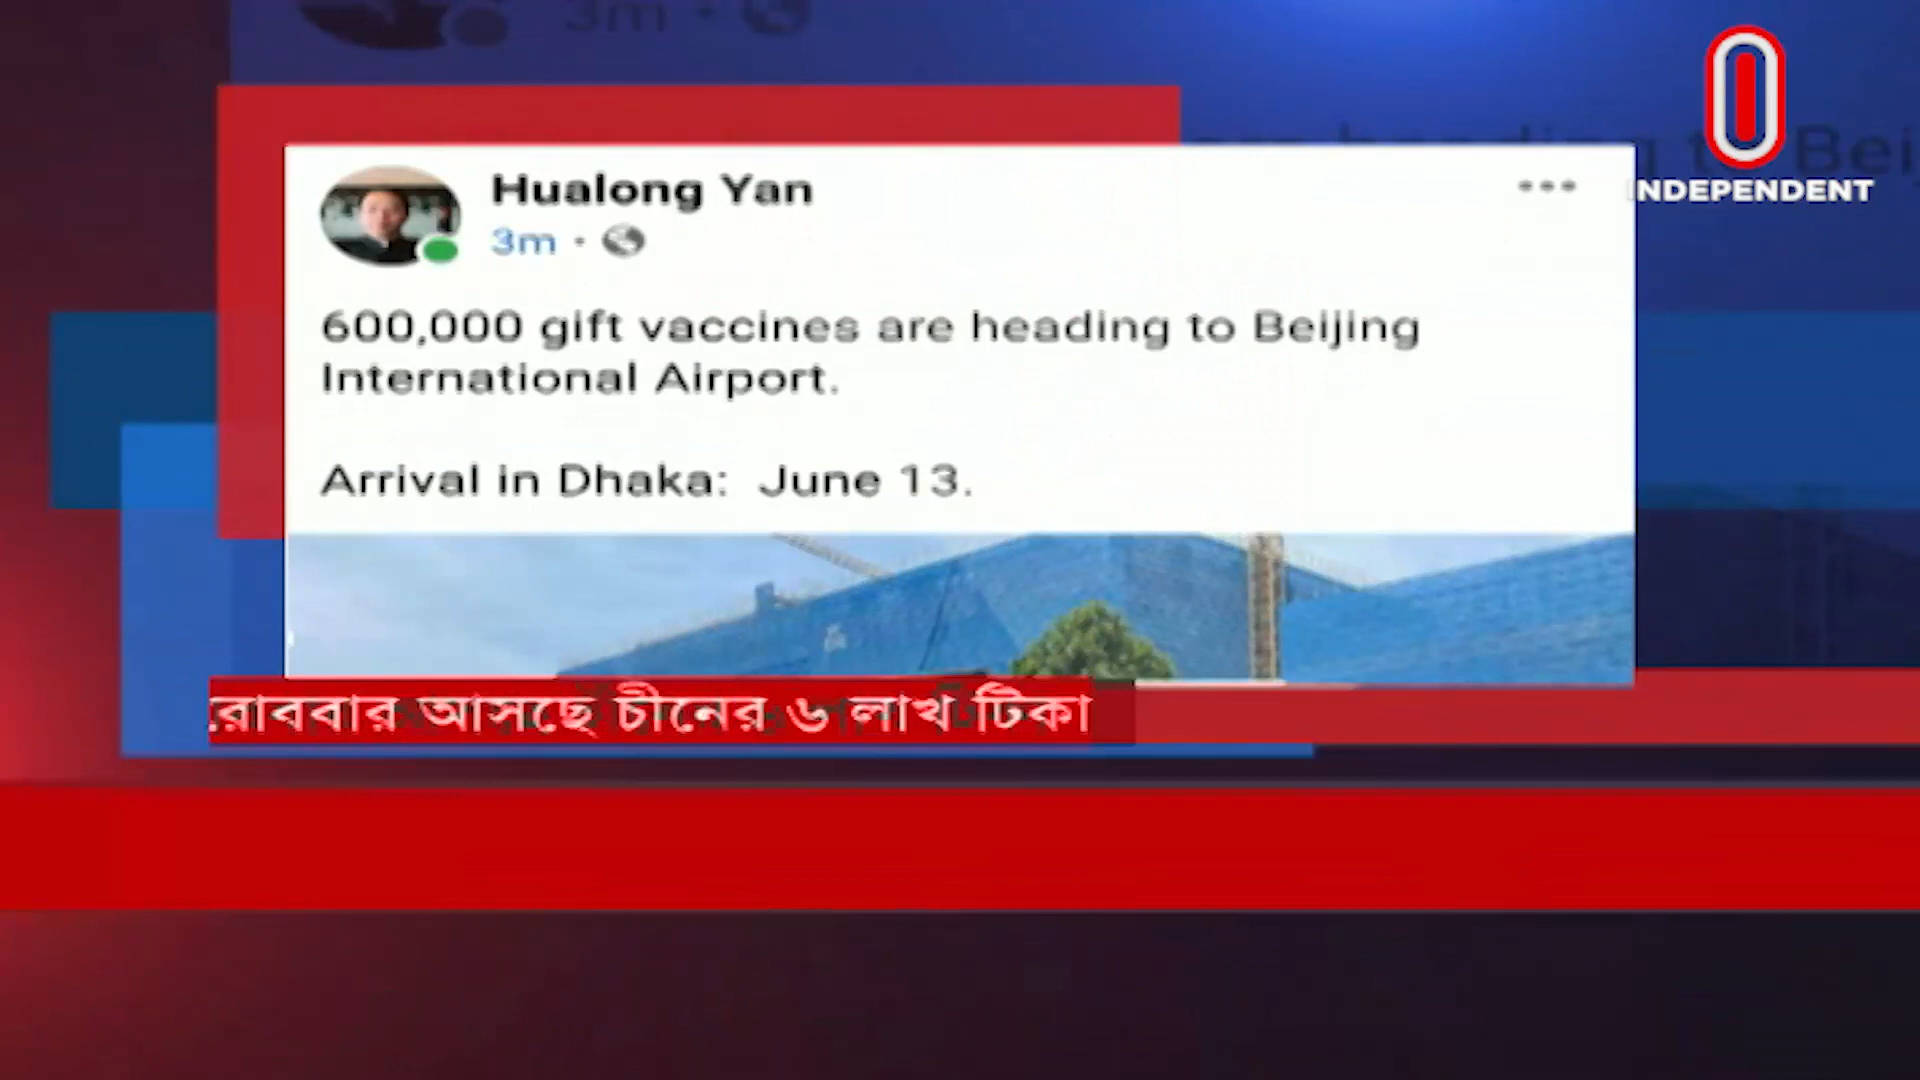 INDEPENDENT
Hualong Yan
3m
600,000 gift vaccines are heading to Beijing
International Airport.
Arrival in Dhaka: June 13.
রোববার আসছে চীনের ৬ লাখ টিকা